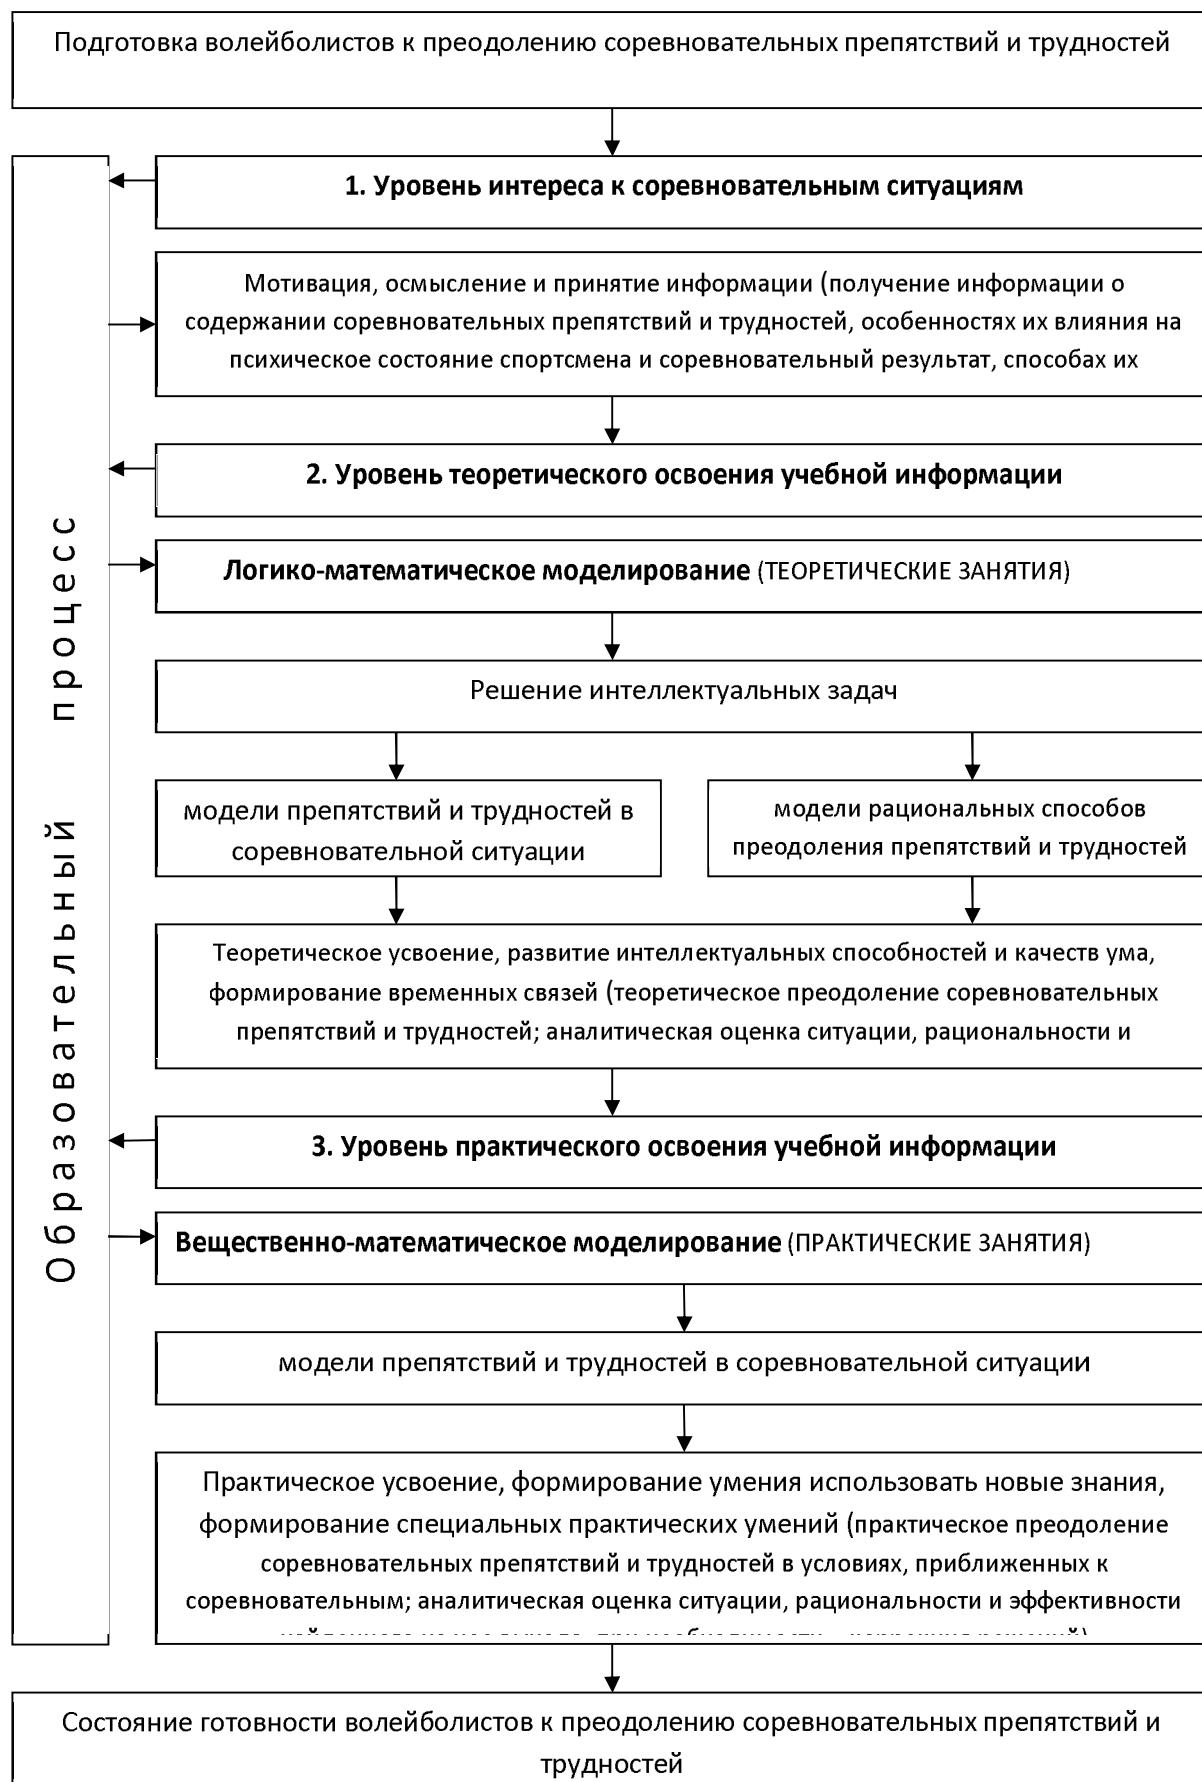 Подготовка волейболистов к преодолению соревновательных препятствий и трудностей
Образовательный процесс
1. Уровень интереса к соревновательным ситуациям
Мотивация, осмысление и принятие информации (получение информации о
содержании соревновательных препятствий и трудностей, особенностях их влияния на
психическое состояние спортсмена и соревновательный результат, способах их
2. Уровень теоретического освоения учебной информации
Логико-математическое моделирование (ТЕОРЕТИЧЕСКИЕ ЗАНЯТИЯ)
Решение интеллектуальных задач
модели препятствий и трудностей в
соревновательной ситуации
модели рациональных способов
преодоления препятствий и трудностей
Теоретическое усвоение, развитие интеллектуальных способностей и качеств ума,
формирование временных связей (теоретическое преодоление соревновательных
препятствий и трудностей; аналитическая оценка ситуации, рациональности и
3. Уровень практического освоения учебной информации
Вещественно-математическое моделирование (ПРАКТИЧЕСКИЕ ЗАНЯТИЯ)
модели препятствий и трудностей в соревновательной ситуации
Практическое усвоение, формирование умения использовать новые знания,
формирование специальных практических умений (практическое преодоление
соревновательных препятствий и трудностей в условиях, приближенных к
соревновательным; аналитическая оценка ситуации, рациональности и эффективности
Состояние готовности волейболистов к преодолению соревновательных препятствий и
трудностей